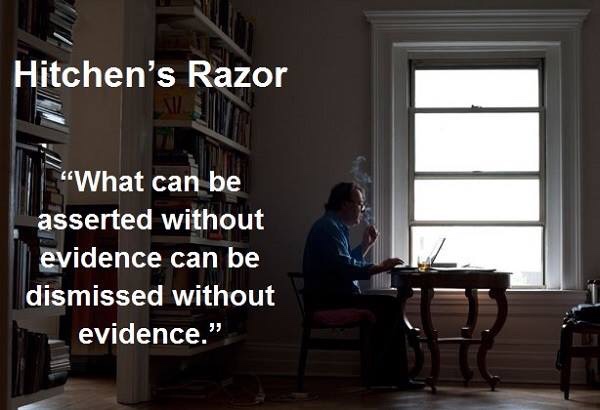 Hitchen’s Razor
“What can be
asserted without
evidence can be
dismissed without
evidence.”